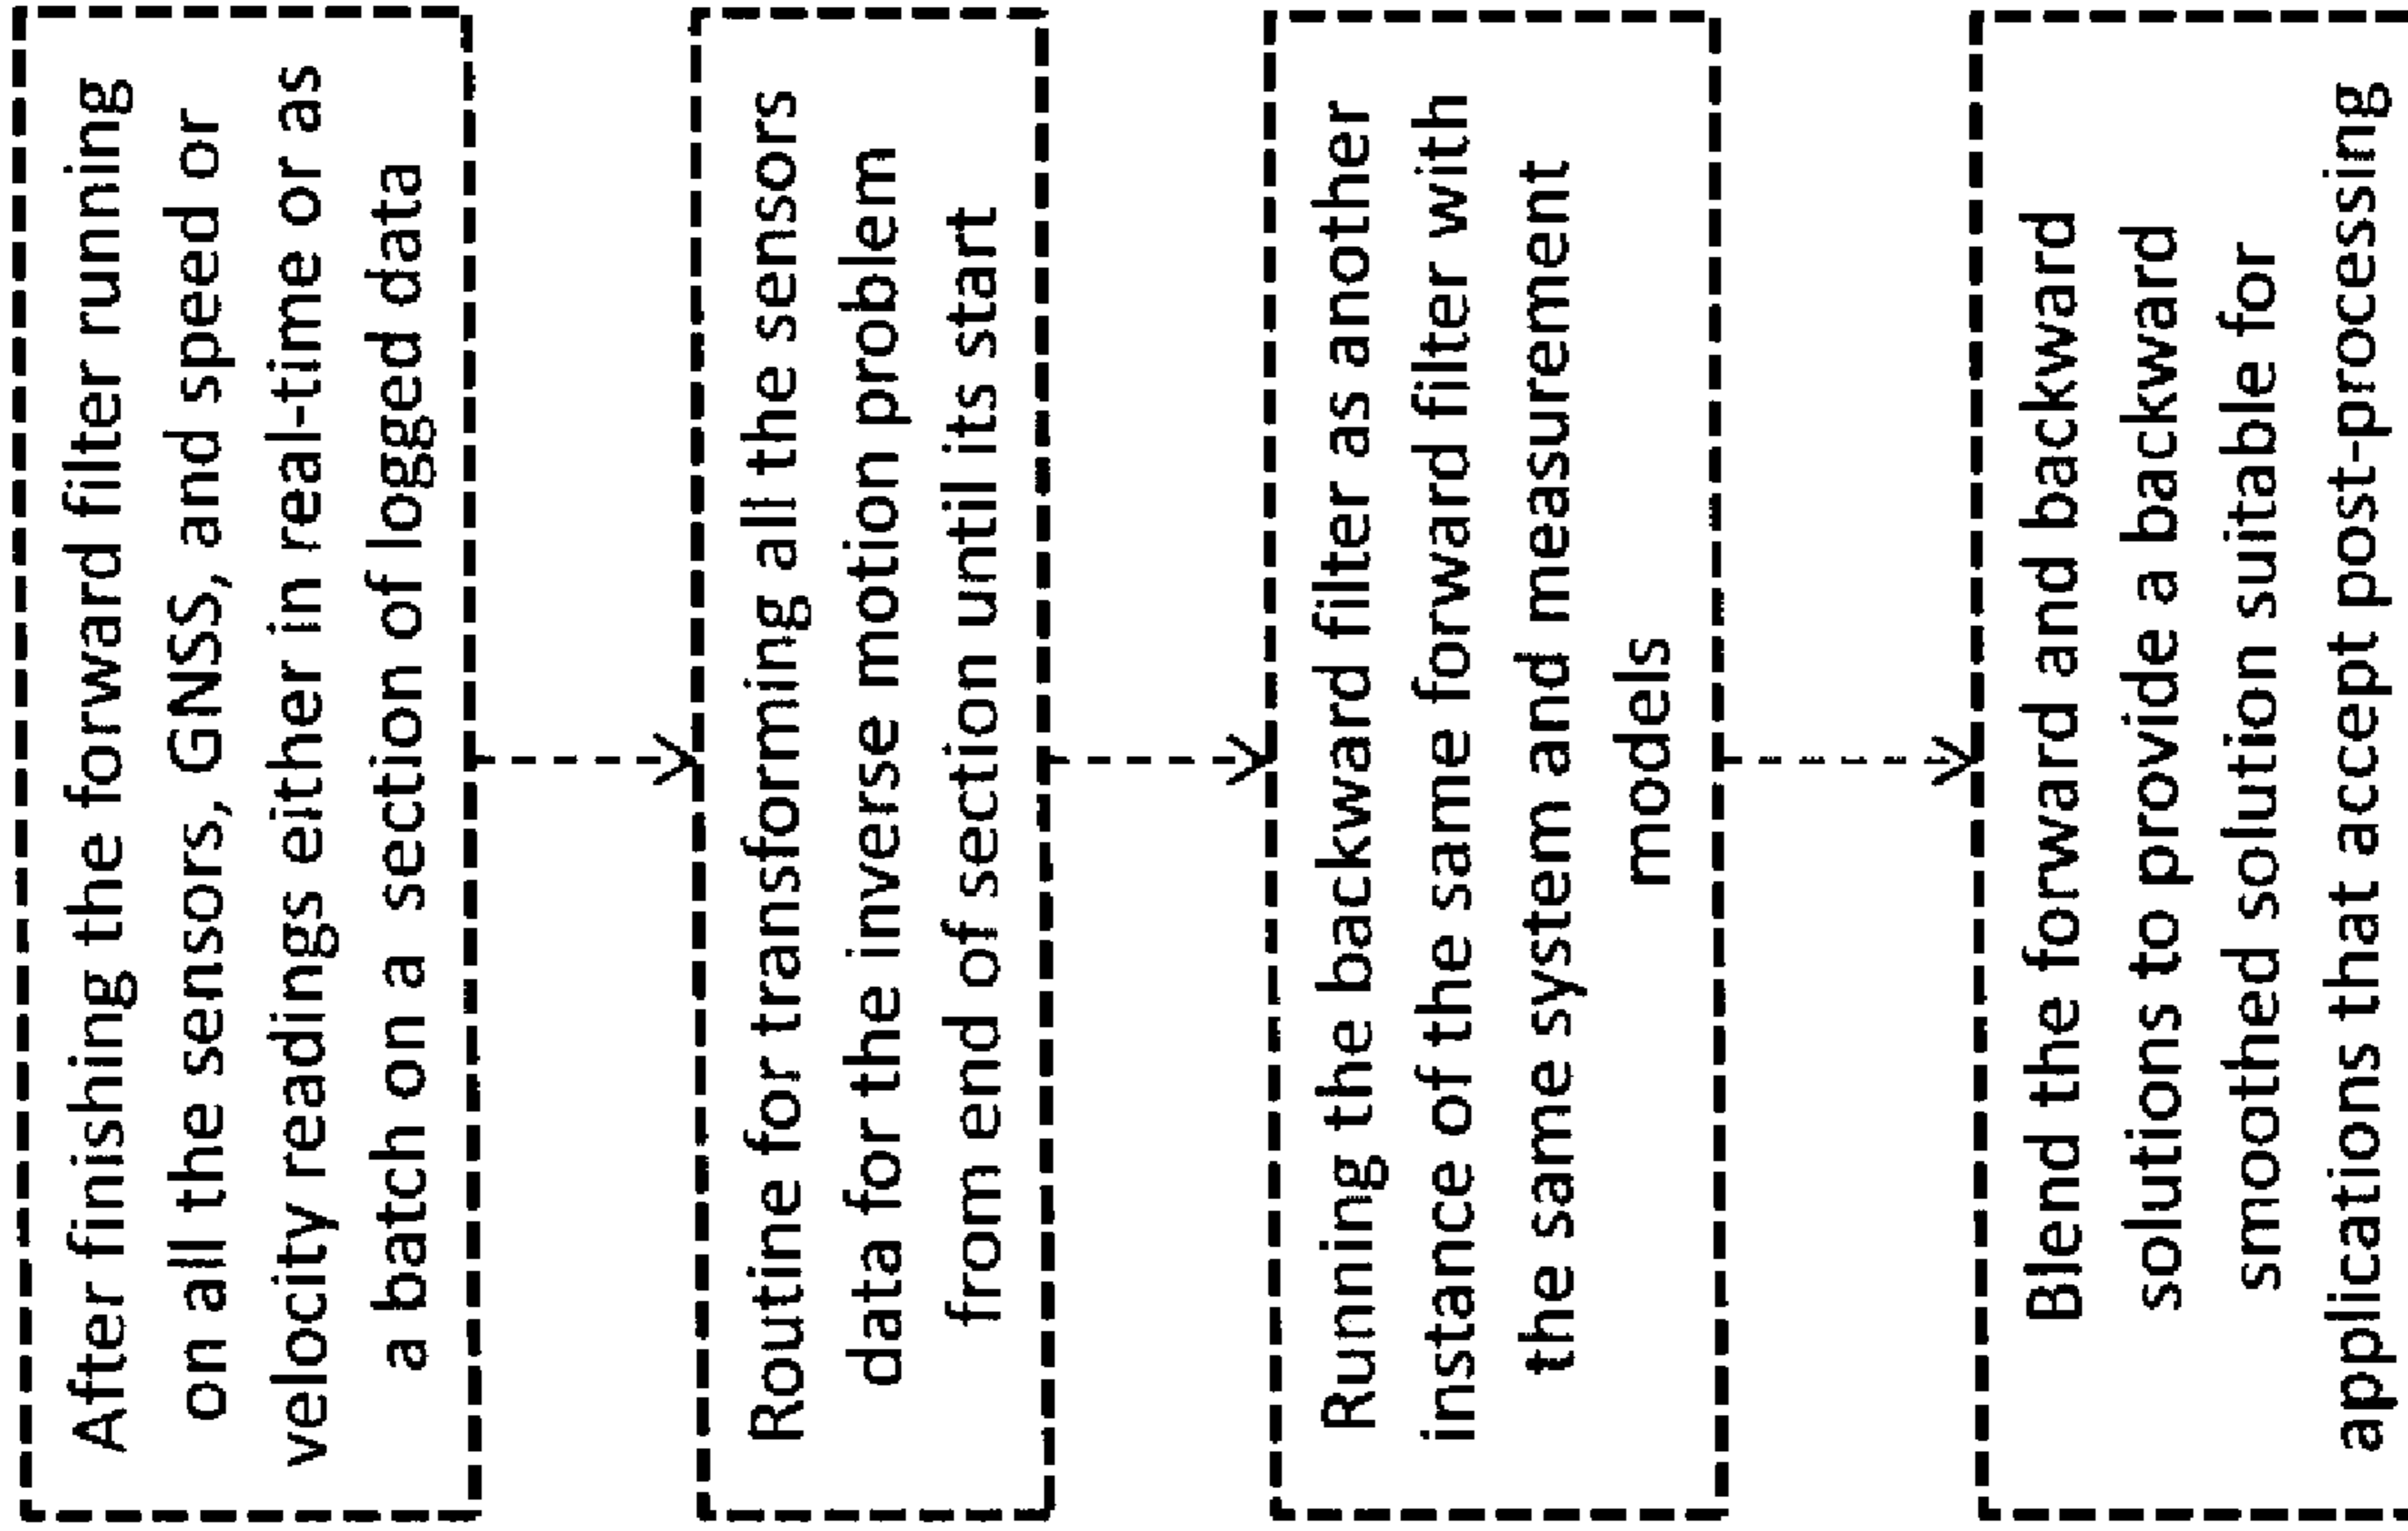 After finishing the forward filter running
on all the sensors, GNSS, and speed or
velocity readings either in real-time or as
a batch on a section of logged data
Routine for transforming all the sensors
data for the inverse motion problem
from end of section until its start
Running the backward filter as another
instance of the same forward filter with
the same system and measurement
models
Blend the forward and backward
solutions to provide a backward
smoothed solution suitable for
applications that accept post-processing